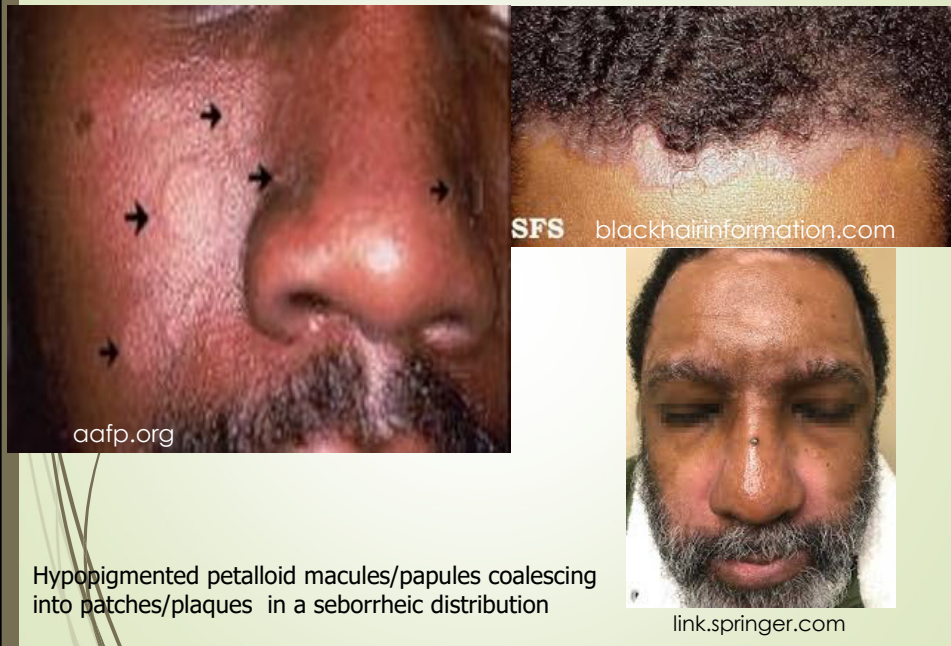 SFS blackhairinformation.com
aafp.org
Hypopigmented petalloid macules/papules coalescing
into patches/plaques in a seborrheic distribution
link.springer.com